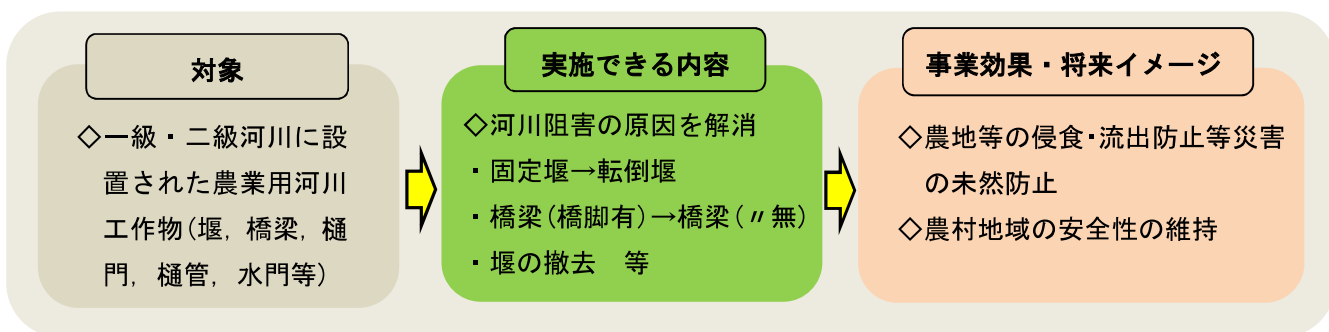 対象
◇一級・二級河川に設
置された農業用河川
工作物(堰，橋梁，樋
門，樋管，水門等)
実施できる内容
◇河川阻害の原因を解消
・固定堰→転倒堰
・橋梁(橋脚有)→橋梁(〃無)
・堰の撤去　等
事業効果・将来イメージ
◇農地等の侵食・流出防止等災害
の未然防止
◇農村地域の安全性の維持